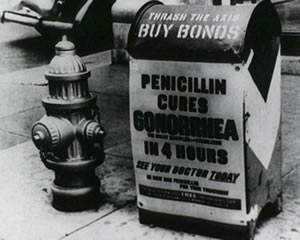 THRASH THE AXIS
BUY BONDS
PENICILLIN
CURES
GONORRHEA
IN 4 HOURS
SEE YOUR DOCTOR TODAY